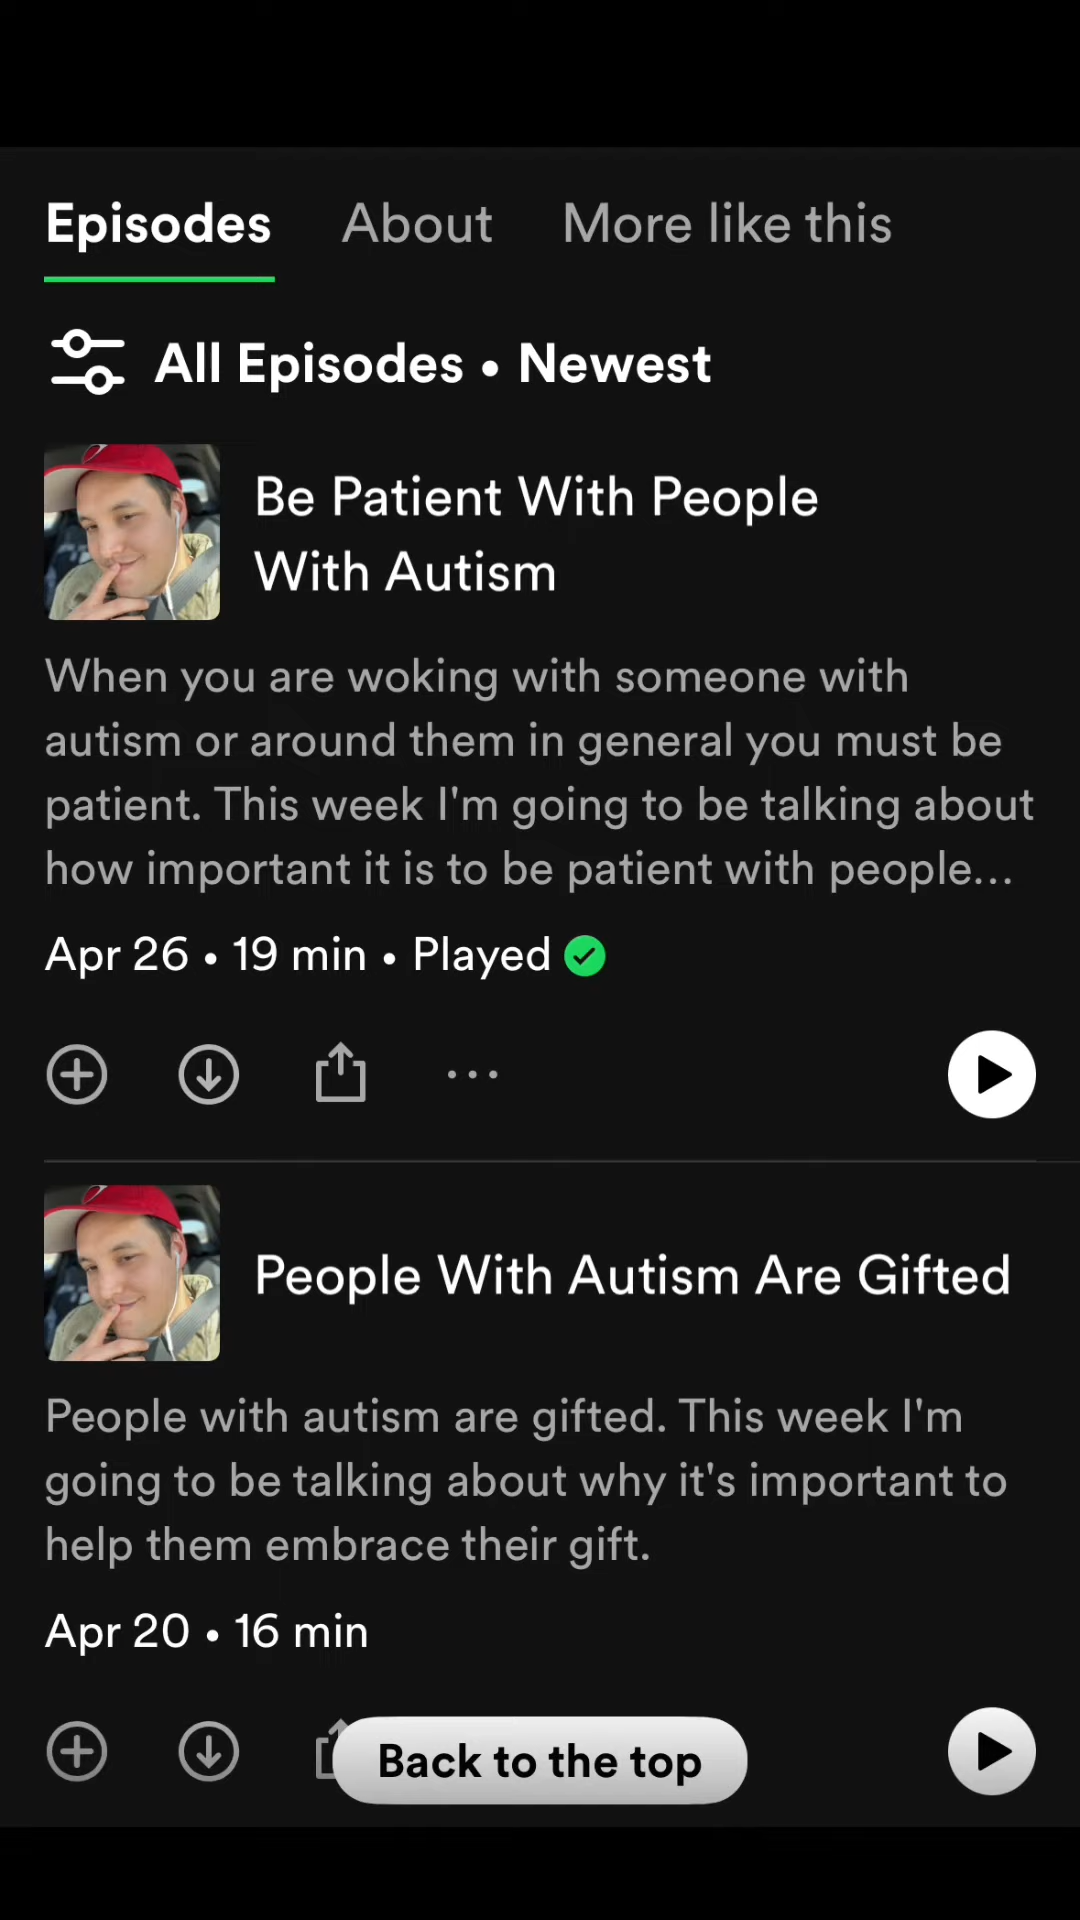 Episodes About More like this
All Episodes • Newest
Be Patient With People
With Autism
When you are woking with someone with
autism or around them in general you must be
patient. This week I'm going to be talking about
how important it is to be patient with people...
Apr 26 • 19 min • Played
People With Autism Are Gifted
People with autism are gifted. This week I'm
going to be talking about why it's important to
help them embrace their gift.
Apr 20 • 16 min
Back to the top